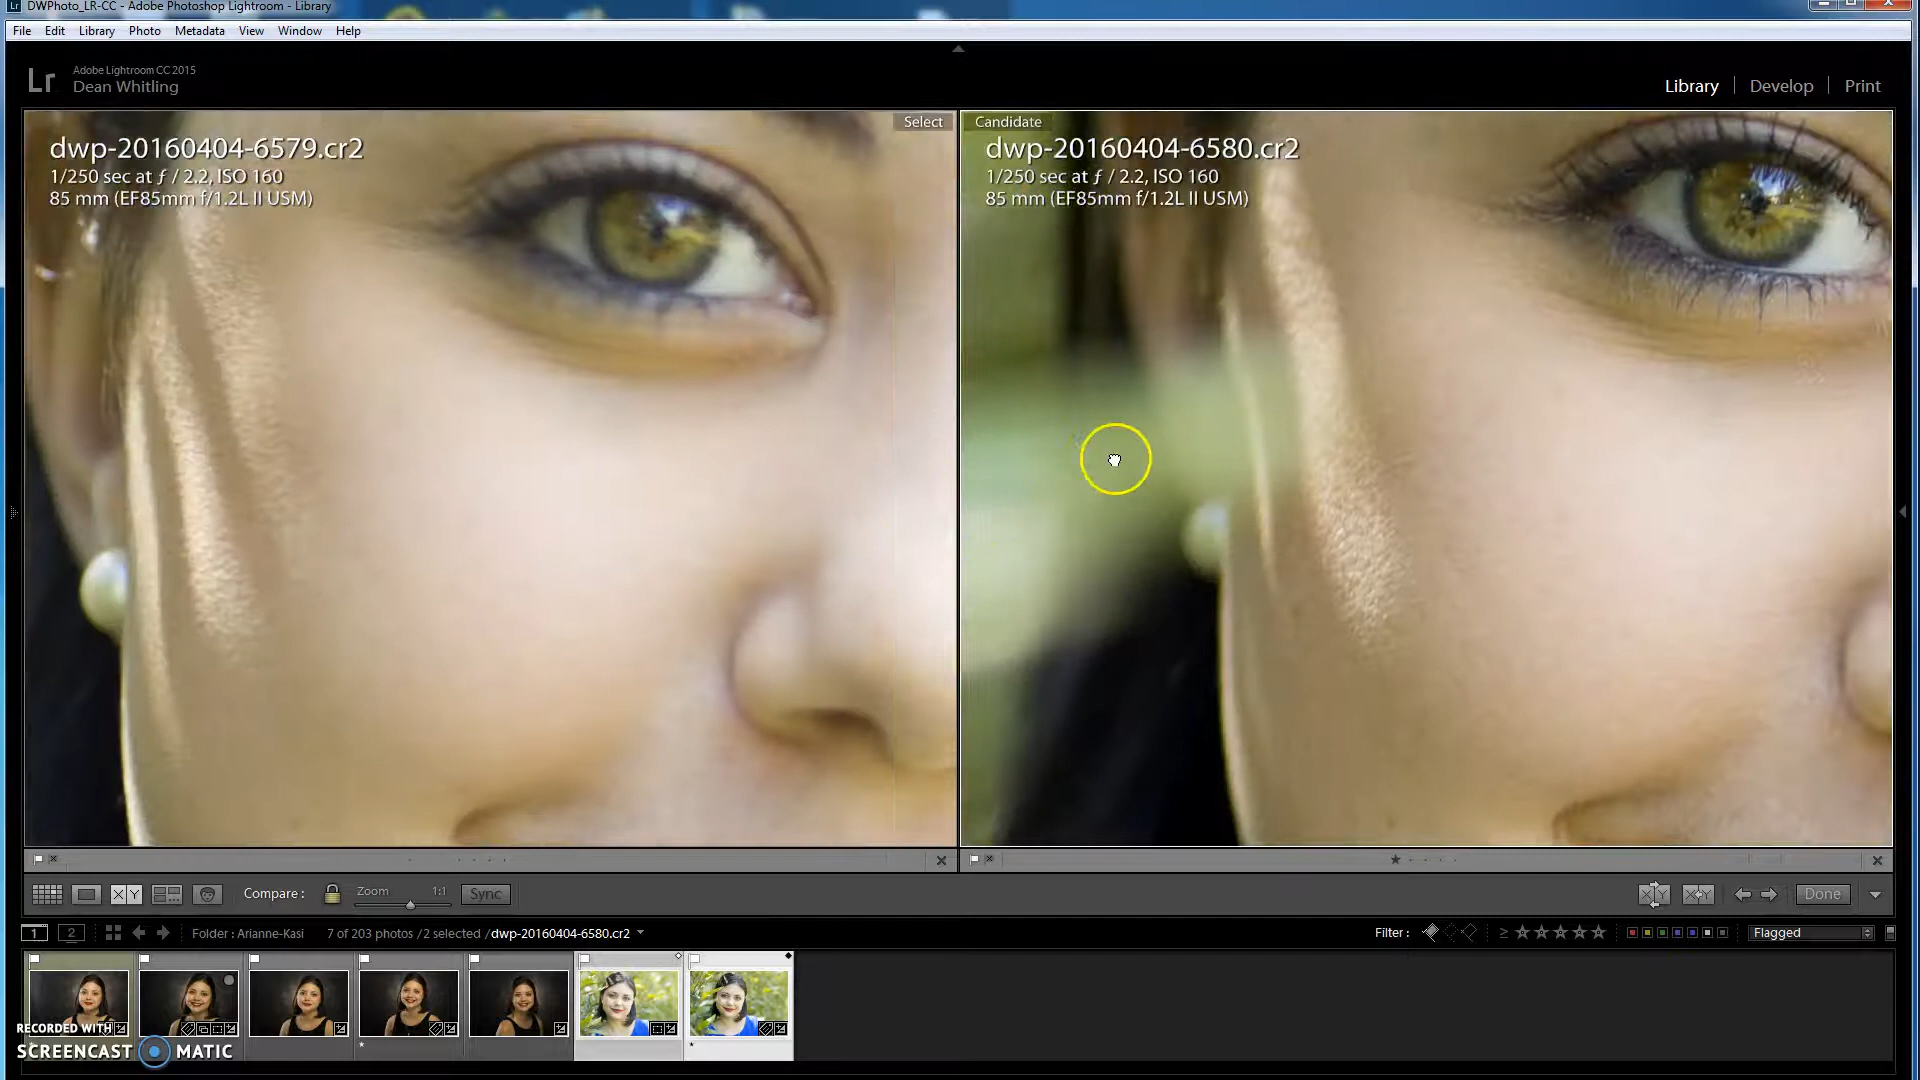 DWPhoto_LR-CC - Adobe Photoshop Lightroom - Library
File Edit Library Photo Metadata View Window Help
Lr
Adobe Lightroom CC 2015
Dean Whitling
Library Develop Print
Select
dwp-20160404-6579.cr2
1/250 sec at ƒ / 2.2, ISO 160
85 mm (EF85mm f/1.2L II USM)
Candidate
dwp-20160404-6580.cr2
1/250 sec at ƒ / 2.2, ISO 160
85 mm (EF85mm f/1.2L II USM)
Compare : Zoom 1:1 Sync Done
1 2 Folder : Arianne-Kasi 7 of 203 photos /2 selected /dwp-20160404-6580.cr2 Filter : Flagged
RECORDED WITH
SCREENCAST MATIC